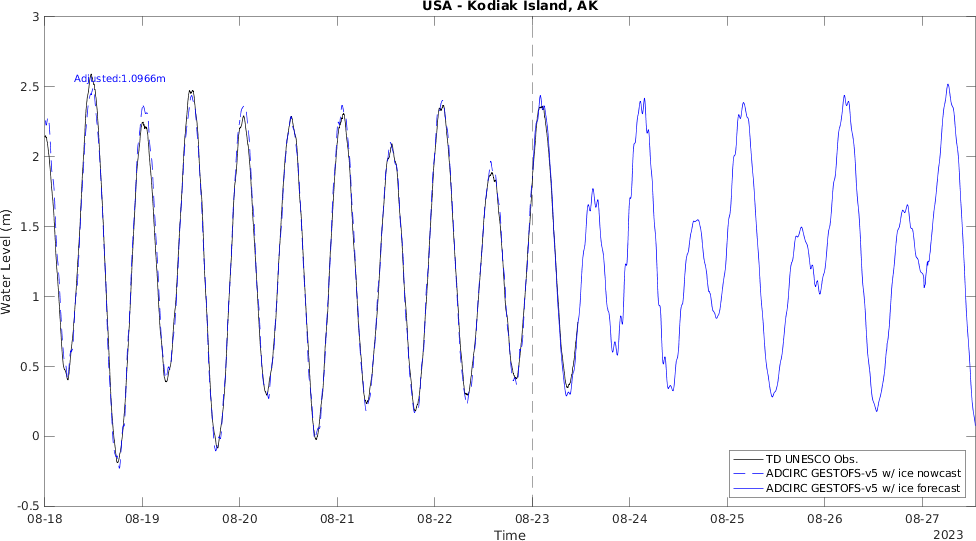 USA - Kodiak Island, AK
Water Level (m)
3
2.5
2
1.5
1
0.5
0
-0.5
Adjusted:1.0966m
TD UNESCO Obs.
ADCIRC GESTOFS-v5 w/ ice nowcast
ADCIRC GESTOFS-v5 w/ ice forecast
08-18 08-19 08-20 08-21 08-22 08-23 08-24 08-25 08-26 08-27
Time
2023